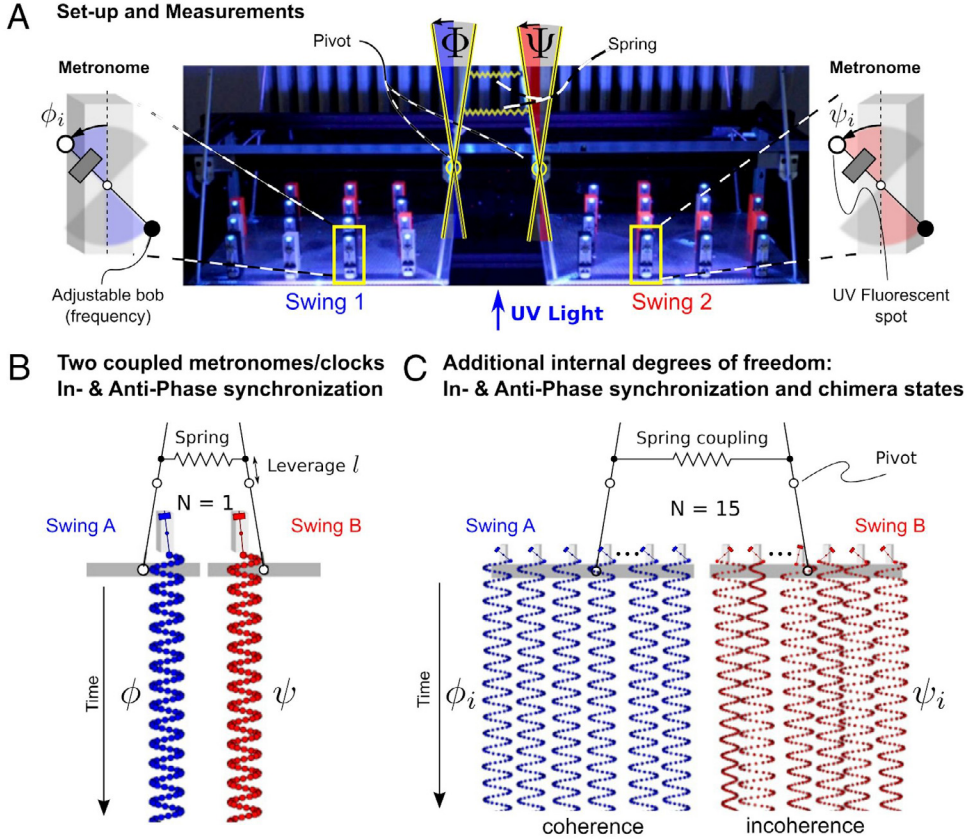 A Set-up and Measurements
Pivot
Φ
Ψ
Spring
Metronome
Metronome
ϕi
ψi
Adjustable bob
(frequency)
Swing 1
UV Light
Swing 2
UV Fluorescent
spot
B Two coupled metronomes/clocks
In- & Anti-Phase synchronization
C Additional internal degrees of freedom:
In- & Anti-Phase synchronization and chimera states
Spring
Leverage l
N = 1
Swing A
Swing B
Time
ϕ
ψ
Spring coupling
Pivot
N = 15
Swing A
Swing B
Time
ϕi
ψi
coherence
incoherence